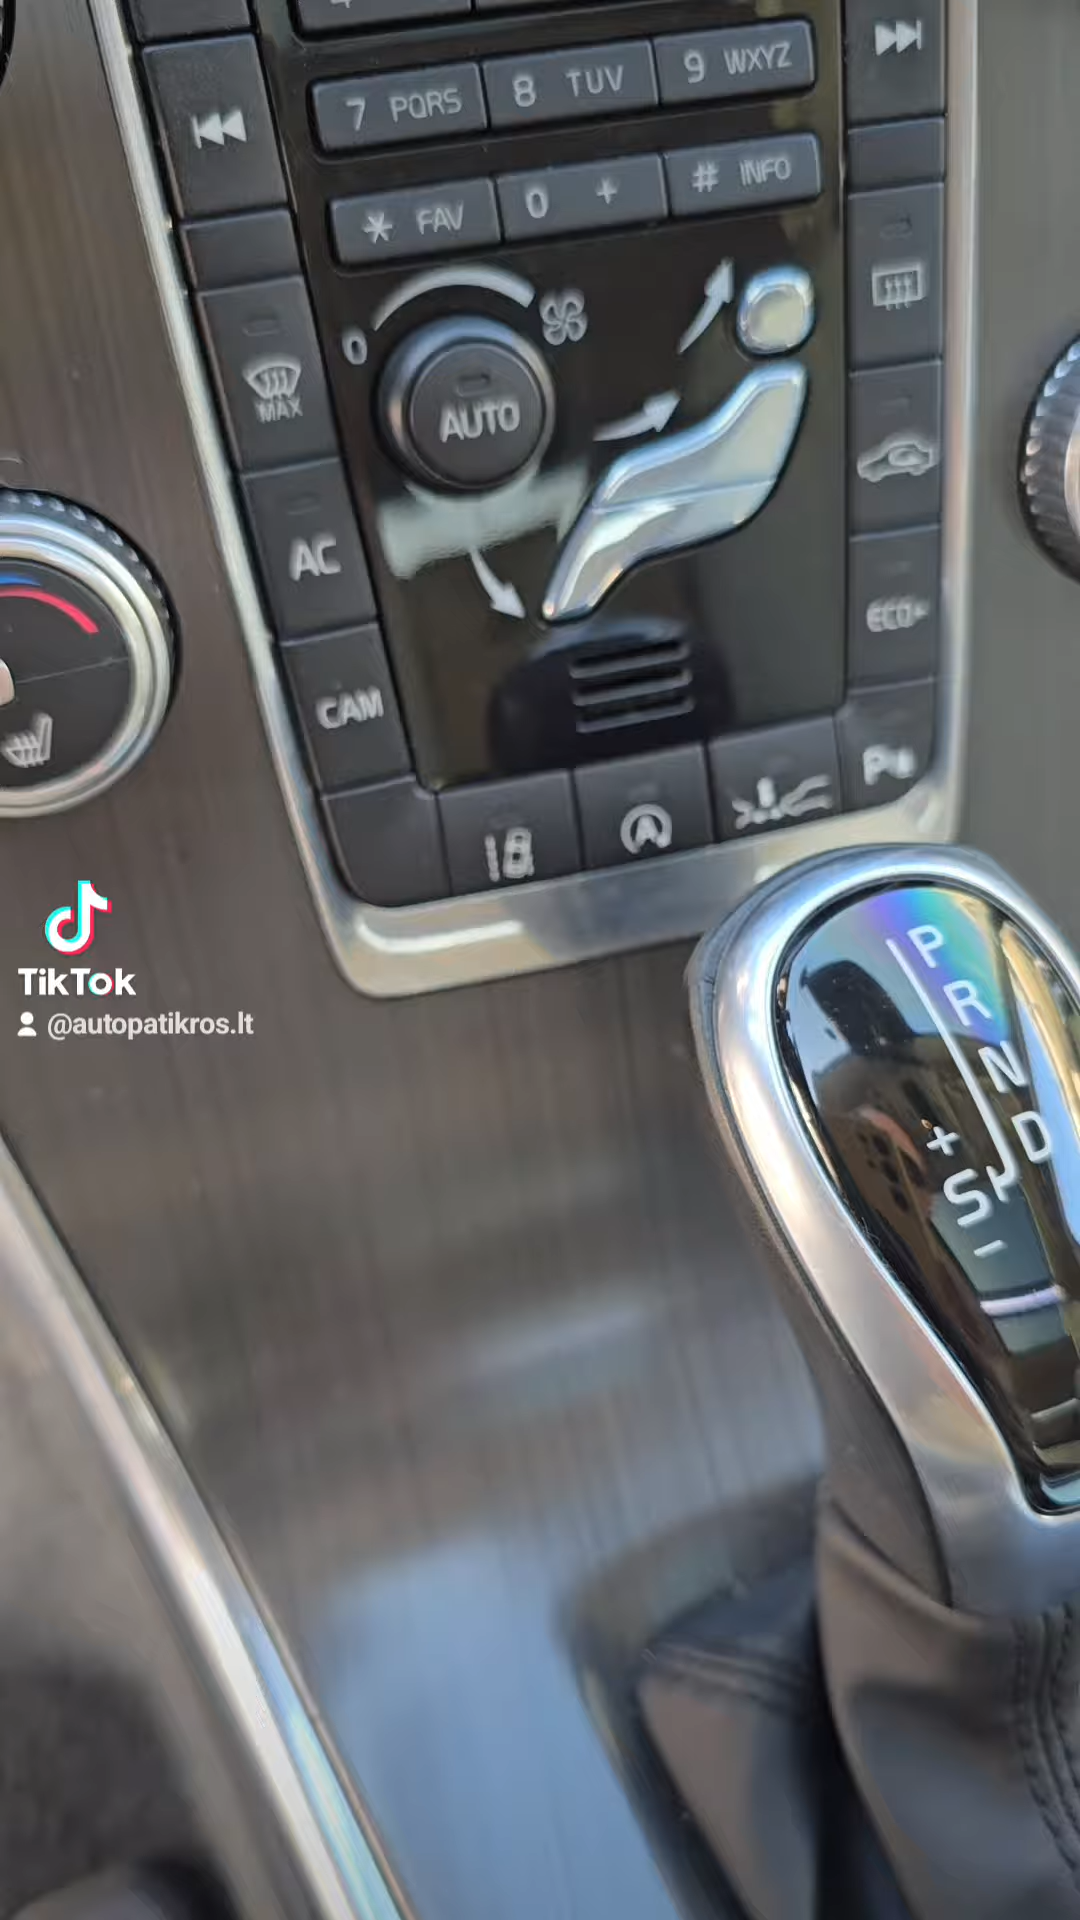 7 PQRS
8 TUV
9 WXYZ
* FAV
0 +
# INFO
0
MAX
AUTO
AC
ECO+
CAM
A
P
R
N
D
+
S
-
TikTok
@autopatikros.lt